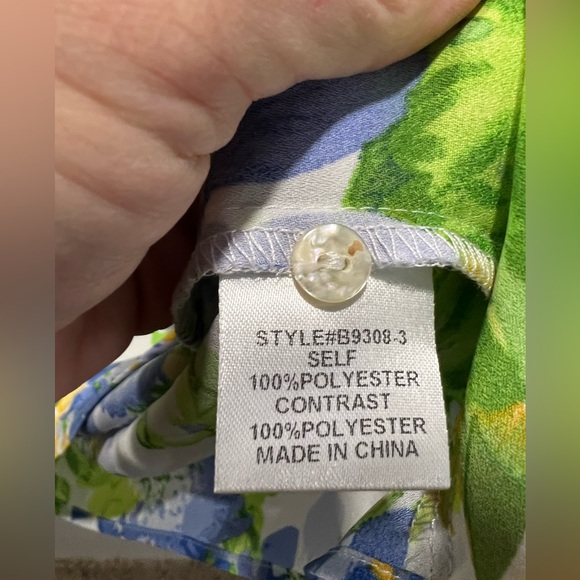 STYLE#B9308-3
SELF
100%POLYESTER
CONTRAST
100%POLYESTER
MADE IN CHINA